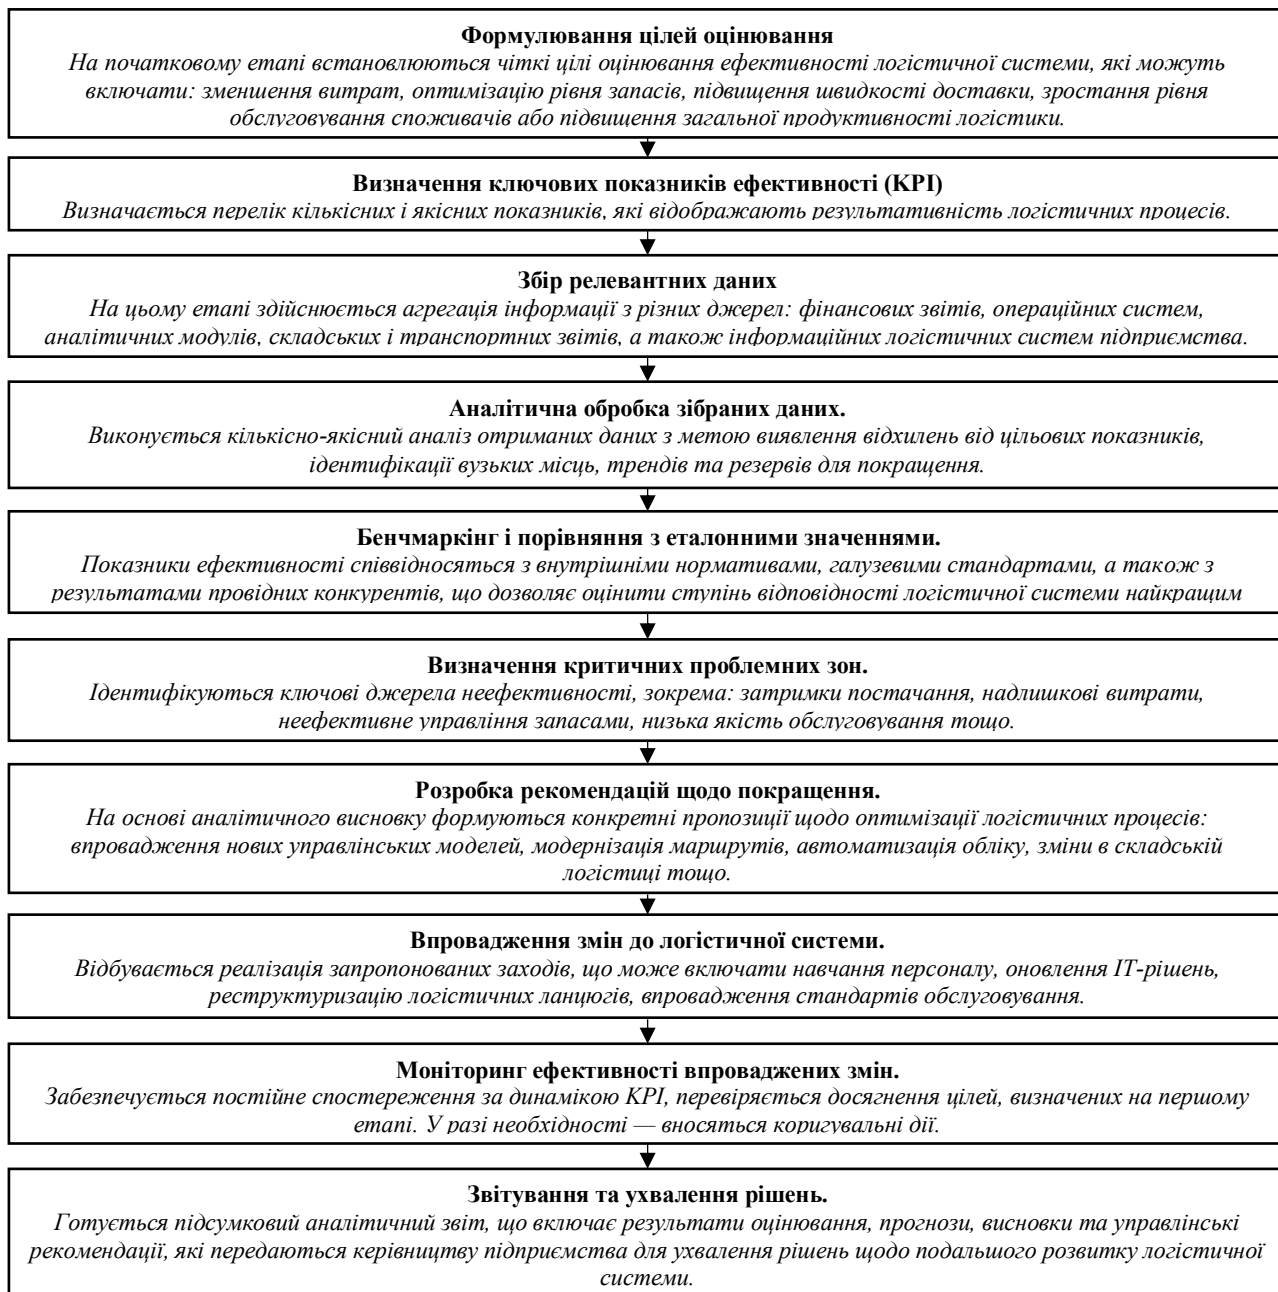 Формулювання цілей оцінювання
На початковому етапі встановлюються чіткі цілі оцінювання ефективності логістичної системи, які можуть
включати: зменшення витрат, оптимізацію рівня запасів, підвищення швидкості доставки, зростання рівня
обслуговування споживачів або підвищення загальної продуктивності логістики.
Визначення ключових показників ефективності (KPI)
Визначається перелік кількісних і якісних показників, які відображають результативність логістичних процесів.
Збір релевантних даних
На цьому етапі здійснюється агрегація інформації з різних джерел: фінансових звітів, операційних систем,
аналітичних модулів, складських і транспортних звітів, а також інформаційних логістичних систем підприємства.
Аналітична обробка зібраних даних.
Виконується кількісно-якісний аналіз отриманих даних з метою виявлення відхилень від цільових показників,
ідентифікації вузьких місць, трендів та резервів для покращення.
Бенчмаркінг і порівняння з еталонними значеннями.
Показники ефективності співвідносяться з внутрішніми нормативами, галузевими стандартами, а також з
результатами провідних конкурентів, що дозволяє оцінити ступінь відповідності логістичної системи найкращим
Визначення критичних проблемних зон.
Ідентифікуються ключові джерела неефективності, зокрема: затримки постачання, надлишкові витрати,
неефективне управління запасами, низька якість обслуговування тощо.
Розробка рекомендацій щодо покращення.
На основі аналітичного висновку формуються конкретні пропозиції щодо оптимізації логістичних процесів:
впровадження нових управлінських моделей, модернізація маршрутів, автоматизація обліку, зміни в складській
логістиці тощо.
Впровадження змін до логістичної системи.
Відбувається реалізація запропонованих заходів, що може включати навчання персоналу, оновлення ІТ-рішень,
реструктуризацію логістичних ланцюгів, впровадження стандартів обслуговування.
Моніторинг ефективності впроваджених змін.
Забезпечується постійне спостереження за динамікою KPI, перевіряється досягнення цілей, визначених на першому
етапі. У разі необхідності — вносяться коригувальні дії.
Звітування та ухвалення рішень.
Готується підсумковий аналітичний звіт, що включає результати оцінювання, прогнози, висновки та управлінські
рекомендації, які передаються керівництву підприємства для ухвалення рішень щодо подальшого розвитку логістичної
системи.